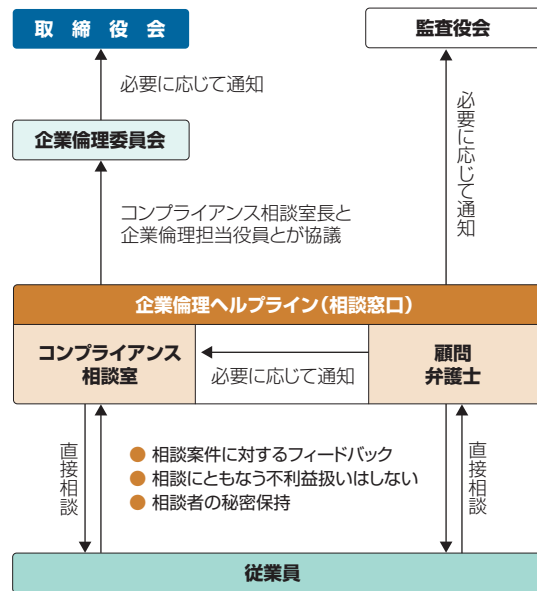 取締役会
監査役会
必要に応じて通知
必要に応じて通知
企業倫理委員会
コンプライアンス相談室長と
企業倫理担当役員とが協議
企業倫理ヘルプライン（相談窓口）
コンプライアンス
相談室
必要に応じて通知
顧問
弁護士
直接相談
● 相談案件に対するフィードバック
● 相談にともなう不利益扱いはしない
● 相談者の秘密保持
直接相談
従業員